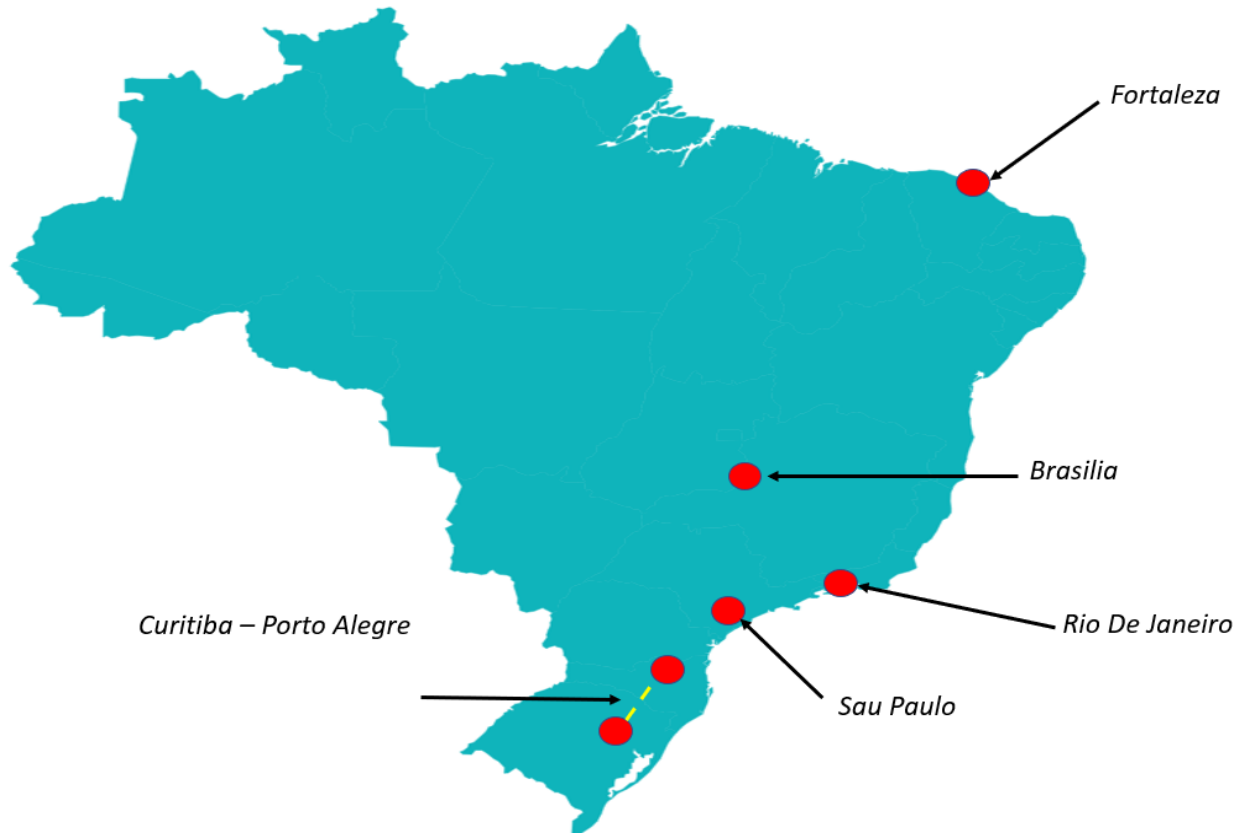 Fortaleza
Brasilia
Curitiba – Porto Alegre
Rio De Janeiro
Sau Paulo